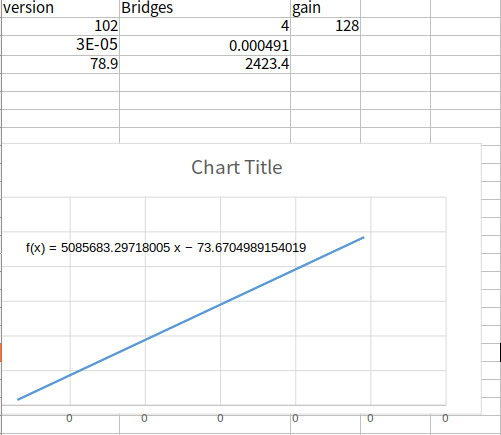 version Bridges gain
102 4 128
3E-05 0.000491
78.9 2423.4
Chart Title
f(x) = 5085683.29718005 x − 73.6704989154019
0 0 0 0 0 0